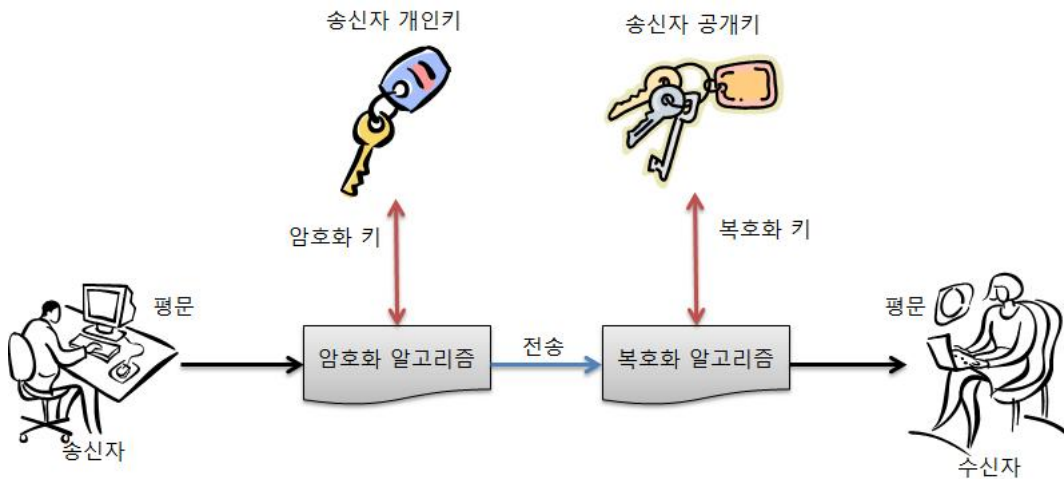 송신자 개인키
송신자 공개키
암호화 키
복호화 키
평문
평문
암호화 알고리즘
전송
복호화 알고리즘
송신자
수신자